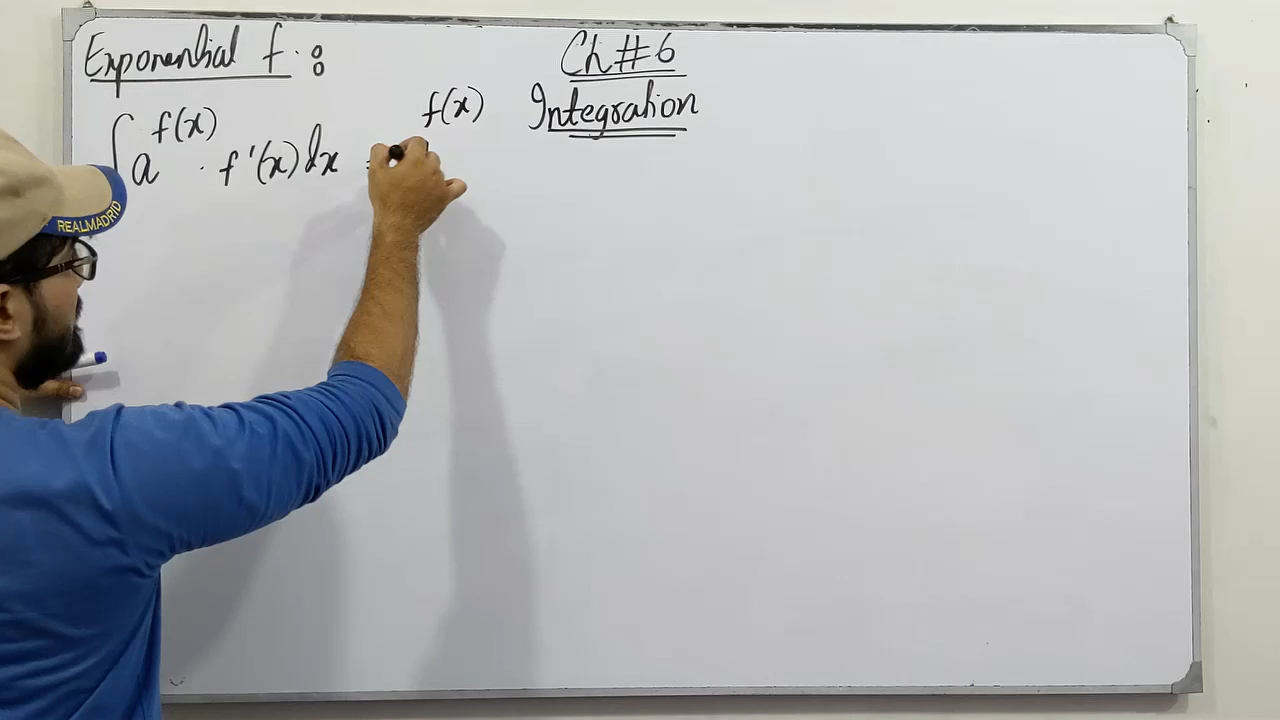 Exponential f. :
Ch#6
Integration
∫ a^f(x) · f'(x) dx = f(x)
REALMADRID